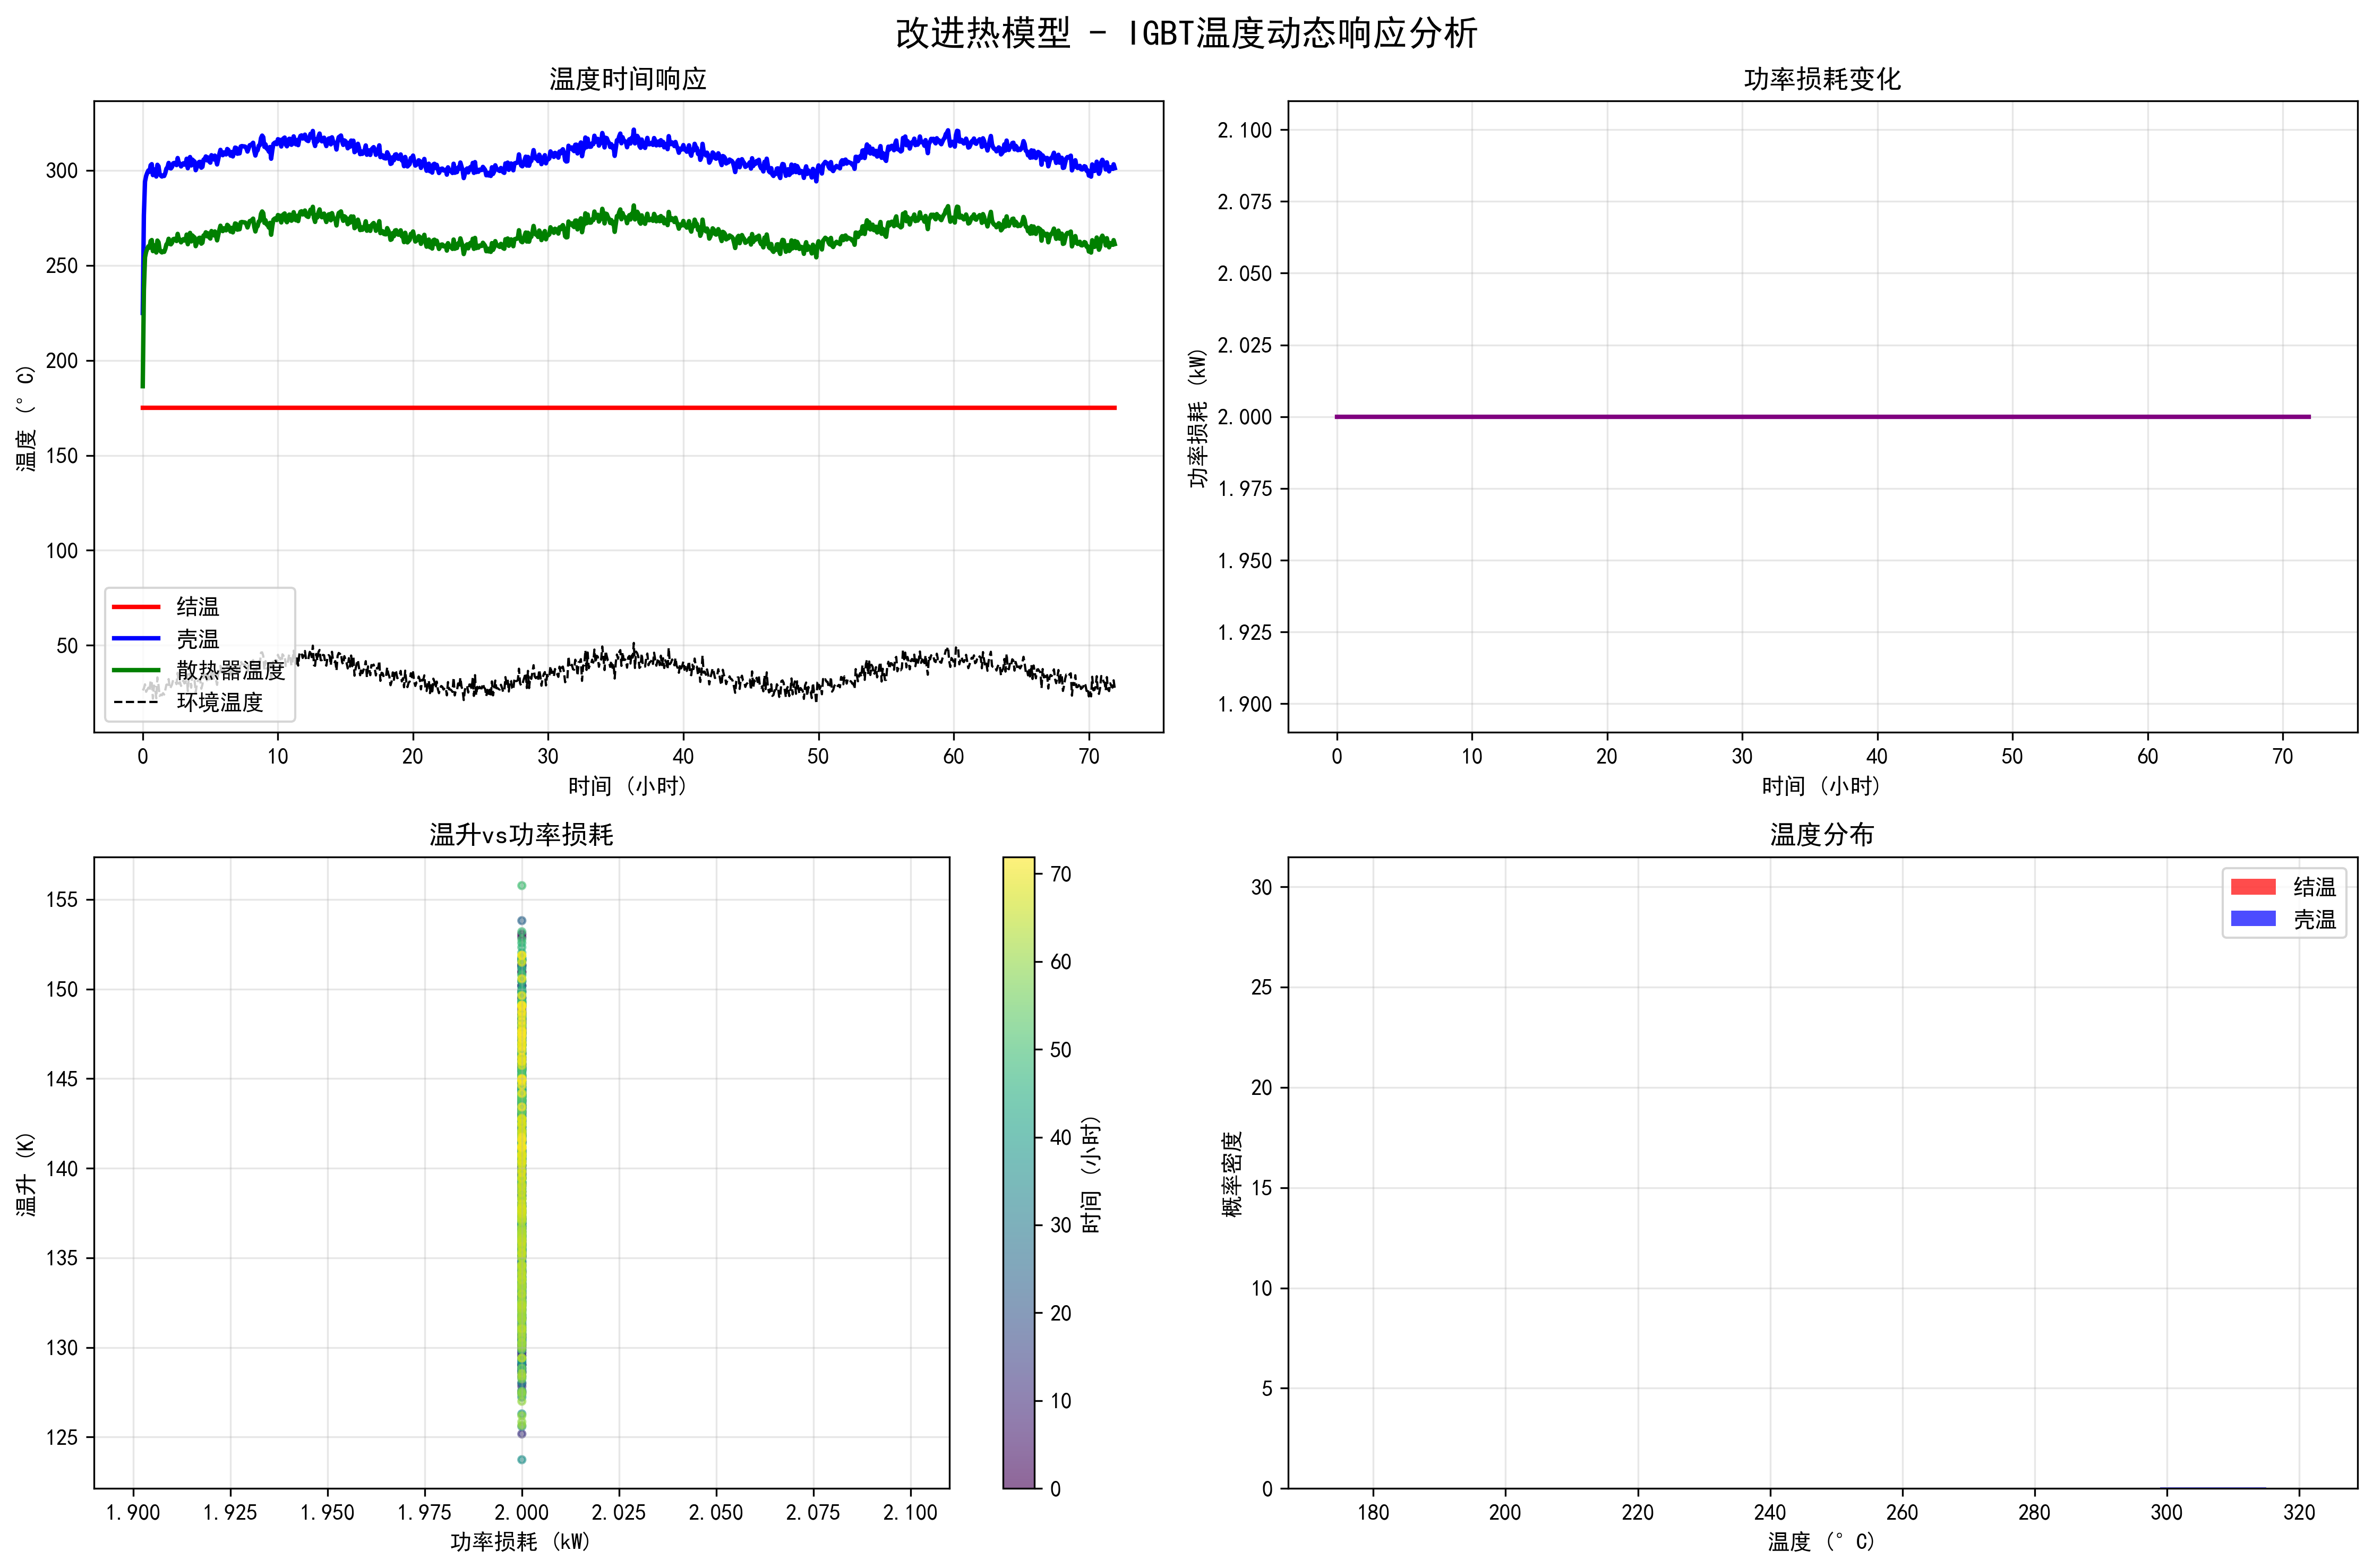 改进热模型 - IGBT温度动态响应分析
温度时间响应
温度 (°C)
300
250
200
150
100
50
结温
壳温
散热器温度
环境温度
0 10 20 30 40 50 60 70
时间 (小时)
功率损耗变化
功率损耗 (kW)
2.100
2.075
2.050
2.025
2.000
1.975
1.950
1.925
1.900
0 10 20 30 40 50 60 70
时间 (小时)
温升vs功率损耗
温升 (K)
155
150
145
140
135
130
125
1.900 1.925 1.950 1.975 2.000 2.025 2.050 2.075 2.100
功率损耗 (kW)
70
60
50
40
30
20
10
0
时间 (小时)
温度分布
概率密度
30
25
20
15
10
5
0
结温
壳温
180 200 220 240 260 280 300 320
温度 (°C)